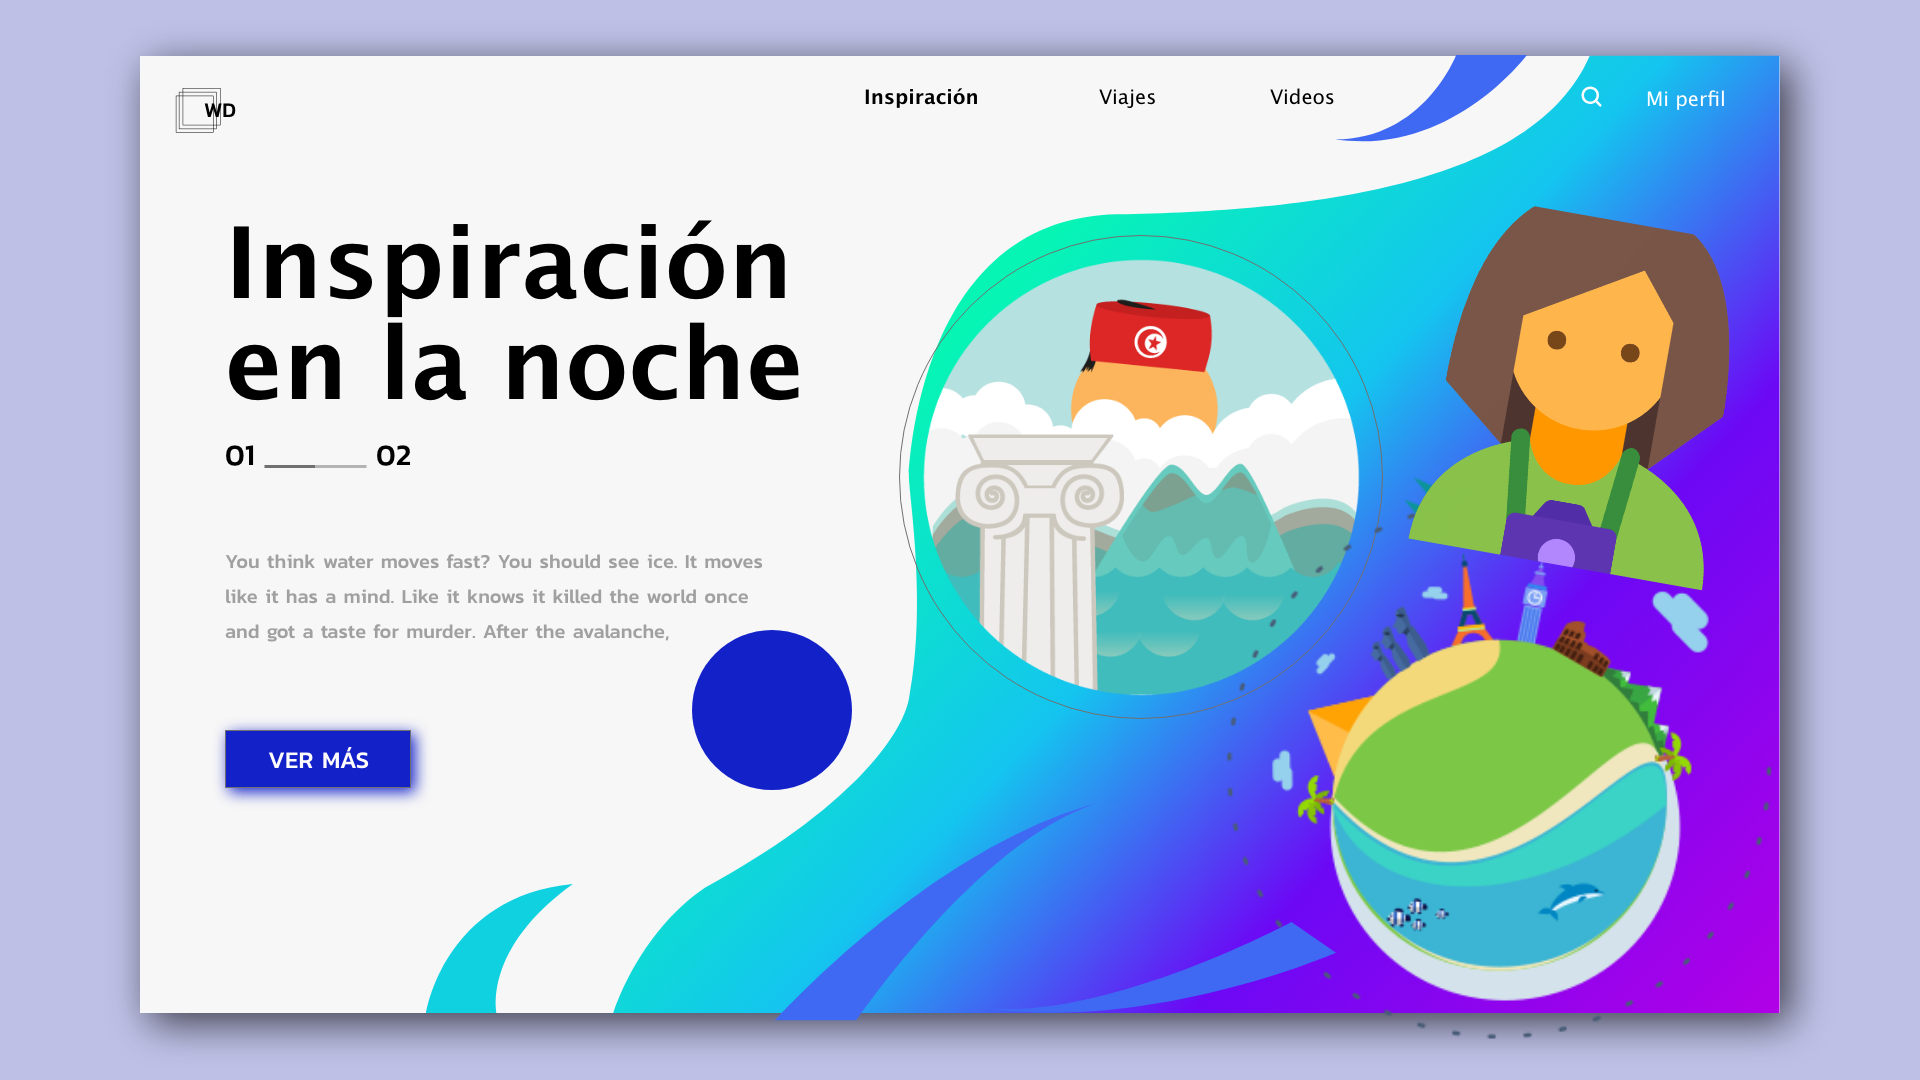 WD
Inspiración
Viajes
Videos
Mi perfil
Inspiración
en la noche
01
02
You think water moves fast? You should see ice. It moves
like it has a mind. Like it knows it killed the world once
and got a taste for murder. After the avalanche,
VER MÁS